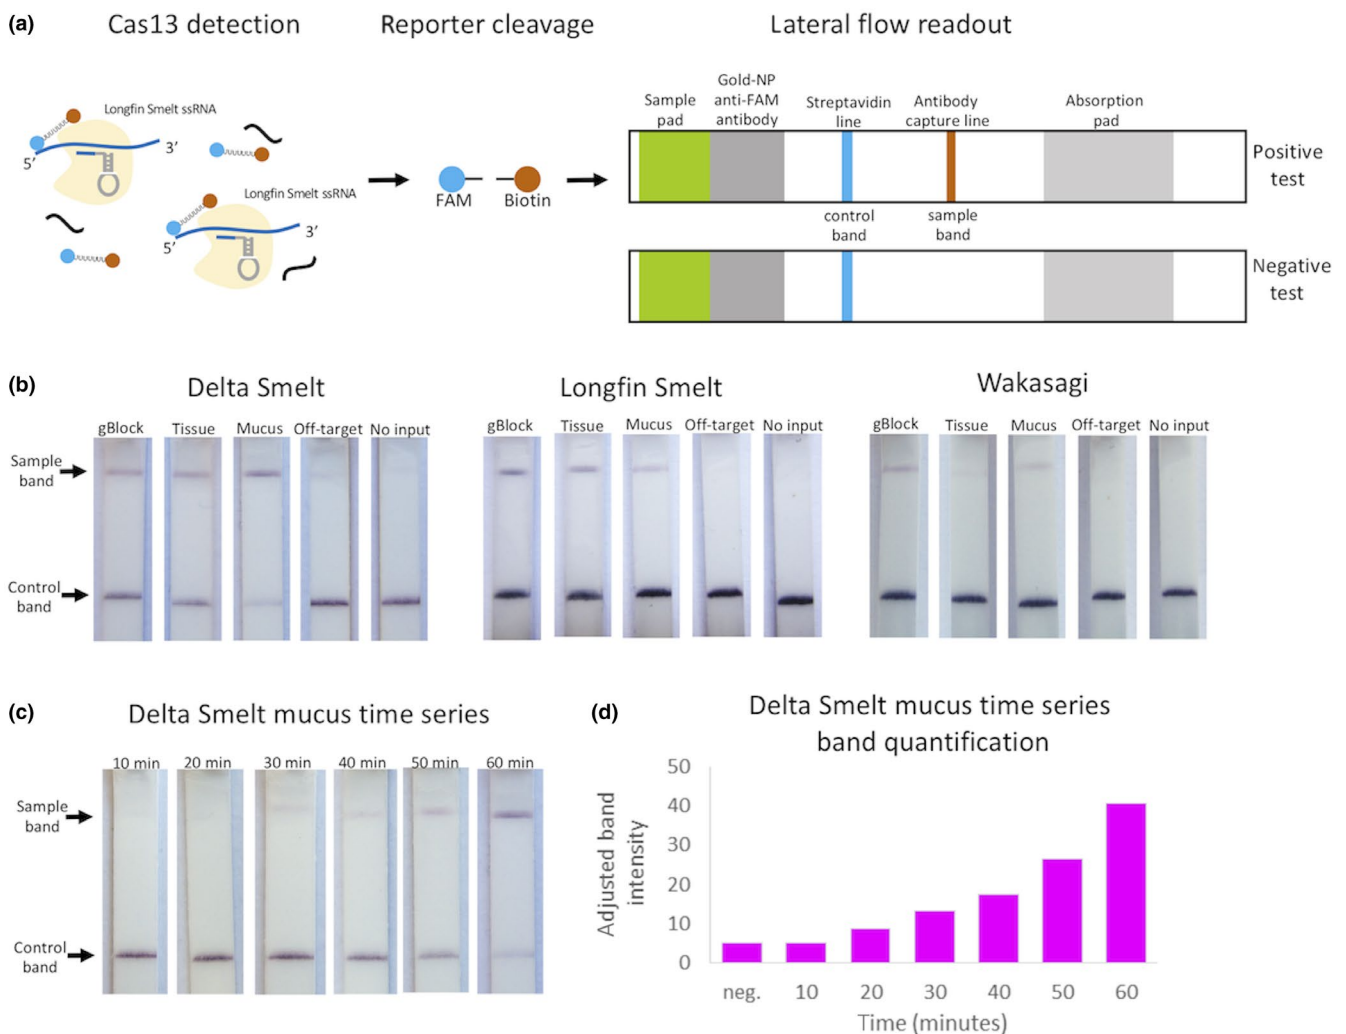 (a)
Cas13 detection
Reporter cleavage
Lateral flow readout
Longfin Smelt ssRNA
5’
3’
Longfin Smelt ssRNA
5’
3’
FAM
Biotin
Sample
pad
Gold-NP
anti-FAM
antibody
Streptavidin
line
Antibody
capture line
Absorption
pad
Positive
test
control
band
sample
band
Negative
test
(b)
Delta Smelt
gBlock
Tissue
Mucus
Off-target
No input
Longfin Smelt
gBlock
Tissue
Mucus
Off-target
No input
Wakasagi
gBlock
Tissue
Mucus
Off-target
No input
Sample
band
Control
band
(c)
Delta Smelt mucus time series
10 min
20 min
30 min
40 min
50 min
60 min
Sample
band
Control
band
(d)
Delta Smelt mucus time series
band quantification
Adjusted band
intensity
50
40
30
20
10
0
neg.
10
20
30
40
50
60
Time (minutes)